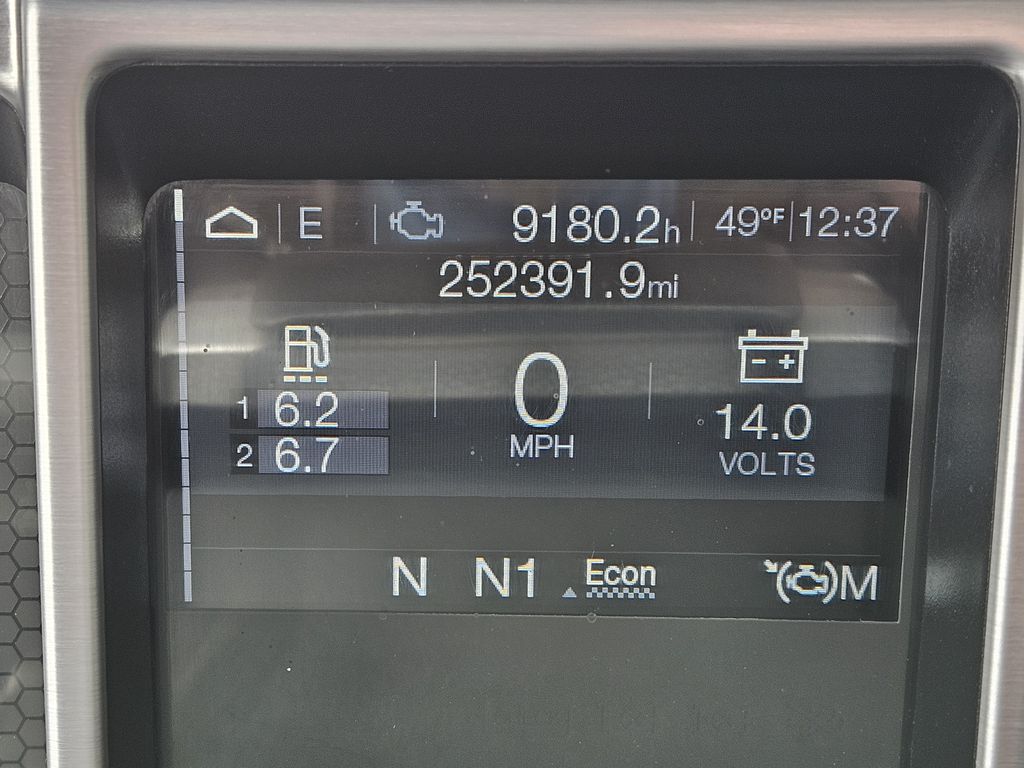 E 9180.2h 49°F 12:37
252391.9mi
1 6.2
2 6.7
0
MPH
- +
14.0
VOLTS
N N1 Econ M